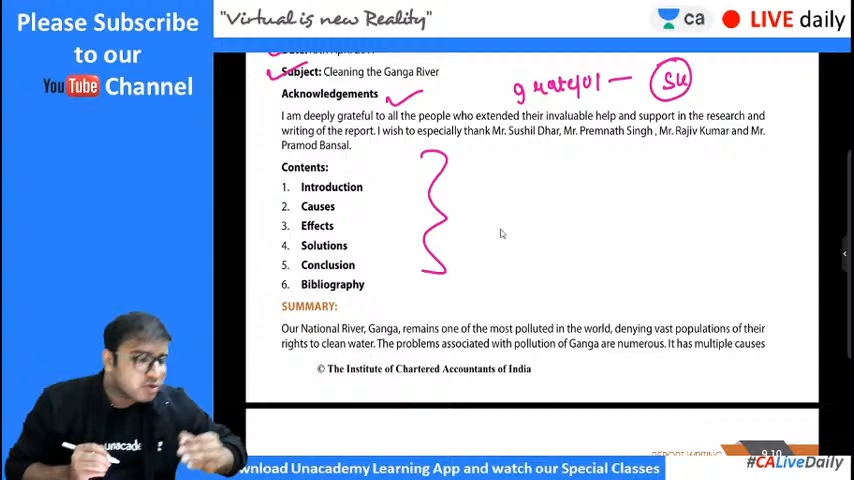 Please Subscribe
to our
YouTube Channel
"Virtual is new Reality"
ca
LIVE daily
Subject: Cleaning the Ganga River
grateful —
Acknowledgements
I am deeply grateful to all the people who extended their invaluable help and support in the research and
writing of the report. I wish to especially thank Mr. Sushil Dhar, Mr. Premnath Singh , Mr. Rajiv Kumar and Mr.
Pramod Bansal.
Contents:
1. Introduction
2. Causes
3. Effects
4. Solutions
5. Conclusion
6. Bibliography
SUMMARY:
Our National River, Ganga, remains one of the most polluted in the world, denying vast populations of their
rights to clean water. The problems associated with pollution of Ganga are numerous. It has multiple causes
© The Institute of Chartered Accountants of India
unacademy
REPORT WRITING 9.10
wnload Unacademy Learning App and watch our Special Classes
#CALiveDaily